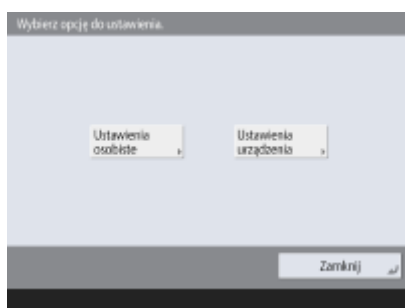 Wybierz opcję do ustawienia.
Ustawienia
osobiste
Ustawienia
urządzenia
Zamknij